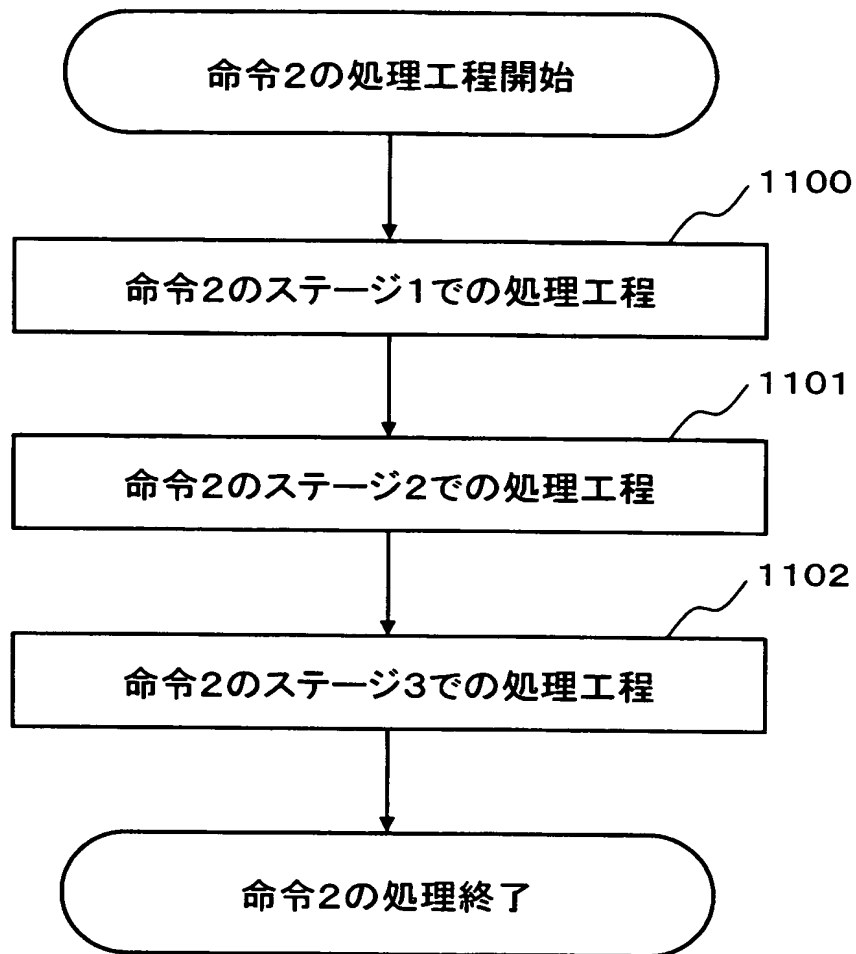 命令2の処理工程開始
1100
命令2のステージ1での処理工程
1101
命令2のステージ2での処理工程
1102
命令2のステージ3での処理工程
命令2の処理終了